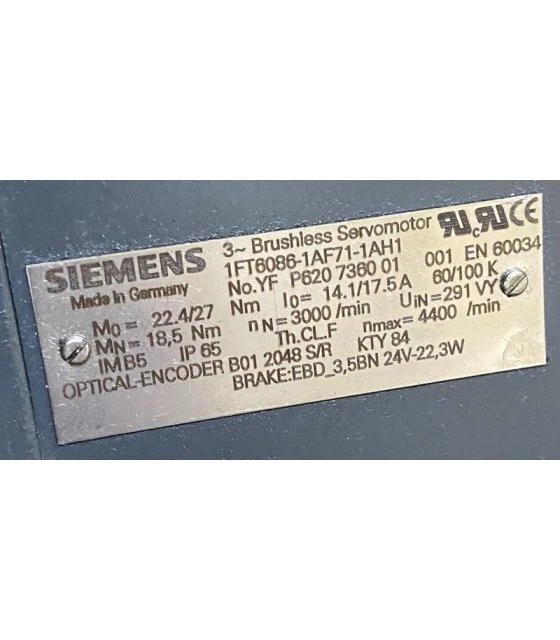 SIEMENS
Made in Germany
3~ Brushless Servomotor
1FT6086-1AF71-1AH1
No.YF P620 7360 01 001 EN 60034
M₀ = 22.4/27 Nm I₀ = 14.1/17.5 A 60/100 K
MN = 18,5 Nm nN=3000 /min UIN=291 VY
IM B5 IP 65 Th.CL.F nmax= 4400 /min
OPTICAL-ENCODER B01 2048 S/R KTY 84
BRAKE:EBD_3,5BN 24V-22,3W